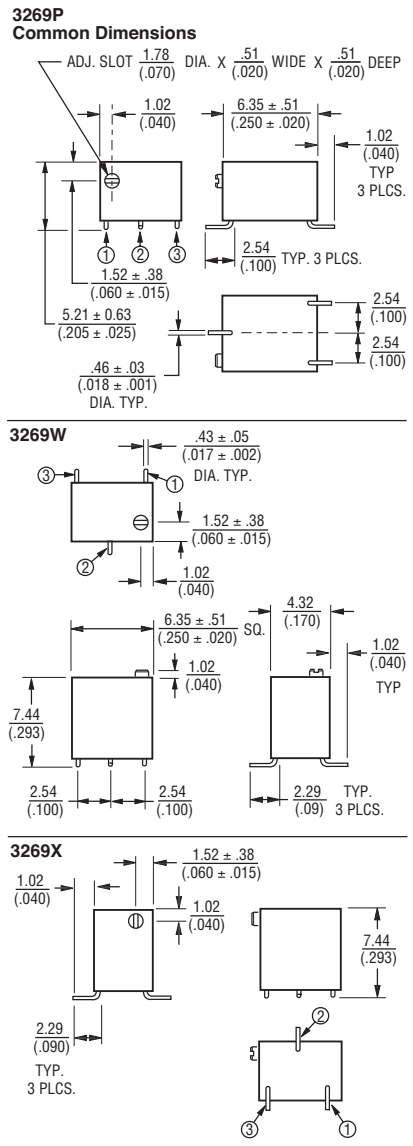 3269P
Common Dimensions
ADJ. SLOT 1.78 DIA. X .51 WIDE X .51 DEEP
(.070) (.020) (.020)
1.02
(.040)
6.35 ± .51
(.250 ± .020)
1.02
(.040)
TYP
3 PLCS.
① ② ③
2.54
(.100)
TYP. 3 PLCS.
1.52 ± .38
(.060 ± .015)
5.21 ± 0.63
(.205 ± .025)
2.54
(.100)
2.54
(.100)
.46 ± .03
(.018 ± .001)
DIA. TYP.
3269W
.43 ± .05
(.017 ± .002)
DIA. TYP.
③ ①
1.52 ± .38
(.060 ± .015)
②
1.02
(.040)
6.35 ± .51
(.250 ± .020)
SQ.
4.32
(.170)
1.02
(.040)
1.02
(.040)
TYP
7.44
(.293)
2.54
(.100)
2.54
(.100)
2.29
(.09)
TYP.
3 PLCS.
3269X
1.52 ± .38
(.060 ± .015)
1.02
(.040)
1.02
(.040)
7.44
(.293)
2.29
(.090)
TYP.
3 PLCS.
②
③ ①